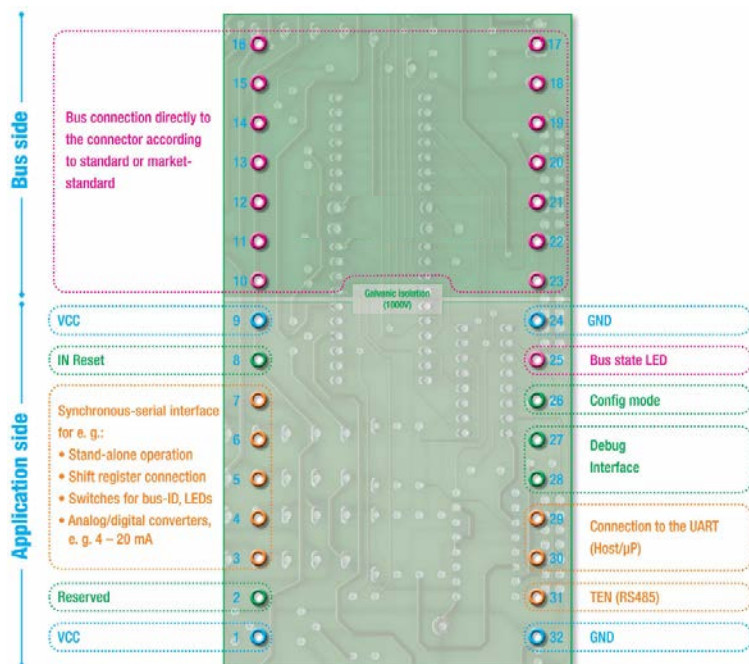 Bus side
Bus connection directly to
the connector according
to standard or market-
standard
16
15
14
13
12
11
10
17
18
19
20
21
22
23
Galvanic isolation
(1000V)
Application side
VCC
9
IN Reset
8
Synchronous-serial interface
for e. g.:
• Stand-alone operation
• Shift register connection
• Switches for bus-ID, LEDs
• Analog/digital converters,
e. g. 4 – 20 mA
7
6
5
4
3
Reserved
2
VCC
1
24
GND
25
Bus state LED
26
Config mode
27
28
Debug
Interface
29
30
Connection to the UART
(Host/µP)
31
TEN (RS485)
32
GND